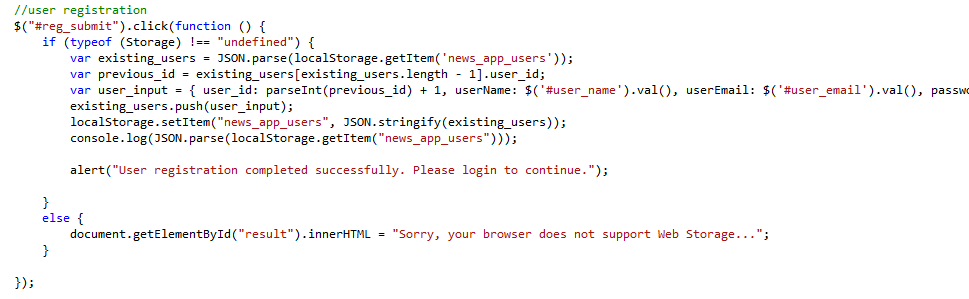 //user registration
$("#reg_submit").click(function () {
    if (typeof (Storage) !== "undefined") {
        var existing_users = JSON.parse(localStorage.getItem('news_app_users'));
        var previous_id = existing_users[existing_users.length - 1].user_id;
        var user_input = { user_id: parseInt(previous_id) + 1, userName: $('#user_name').val(), userEmail: $('#user_email').val(),
        existing_users.push(user_input);
        localStorage.setItem("news_app_users", JSON.stringify(existing_users));
        console.log(JSON.parse(localStorage.getItem("news_app_users")));
        alert("User registration completed successfully. Please login to continue.");
    }
    else {
        document.getElementById("result").innerHTML = "Sorry, your browser does not support Web Storage...";
    }
});